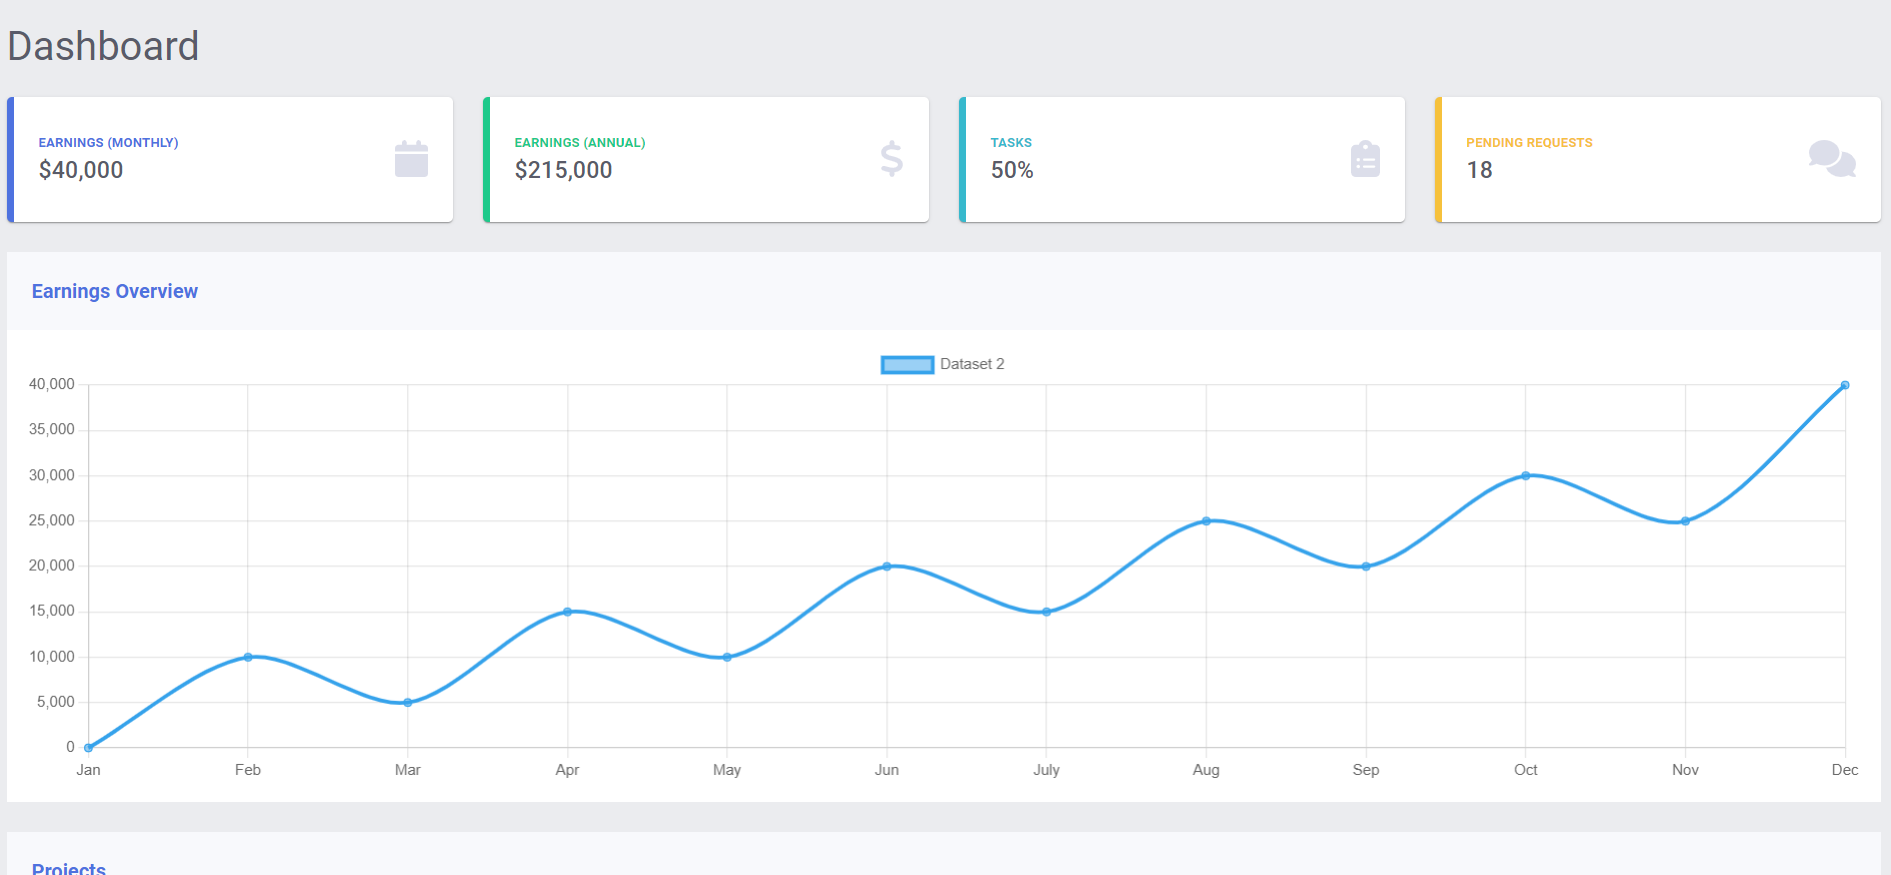 Dashboard
EARNINGS (MONTHLY)
$40,000
EARNINGS (ANNUAL)
$215,000
TASKS
50%
PENDING REQUESTS
18
Earnings Overview
Dataset 2
40,000
35,000
30,000
25,000
20,000
15,000
10,000
5,000
0
Jan Feb Mar Apr May Jun July Aug Sep Oct Nov Dec
Projects